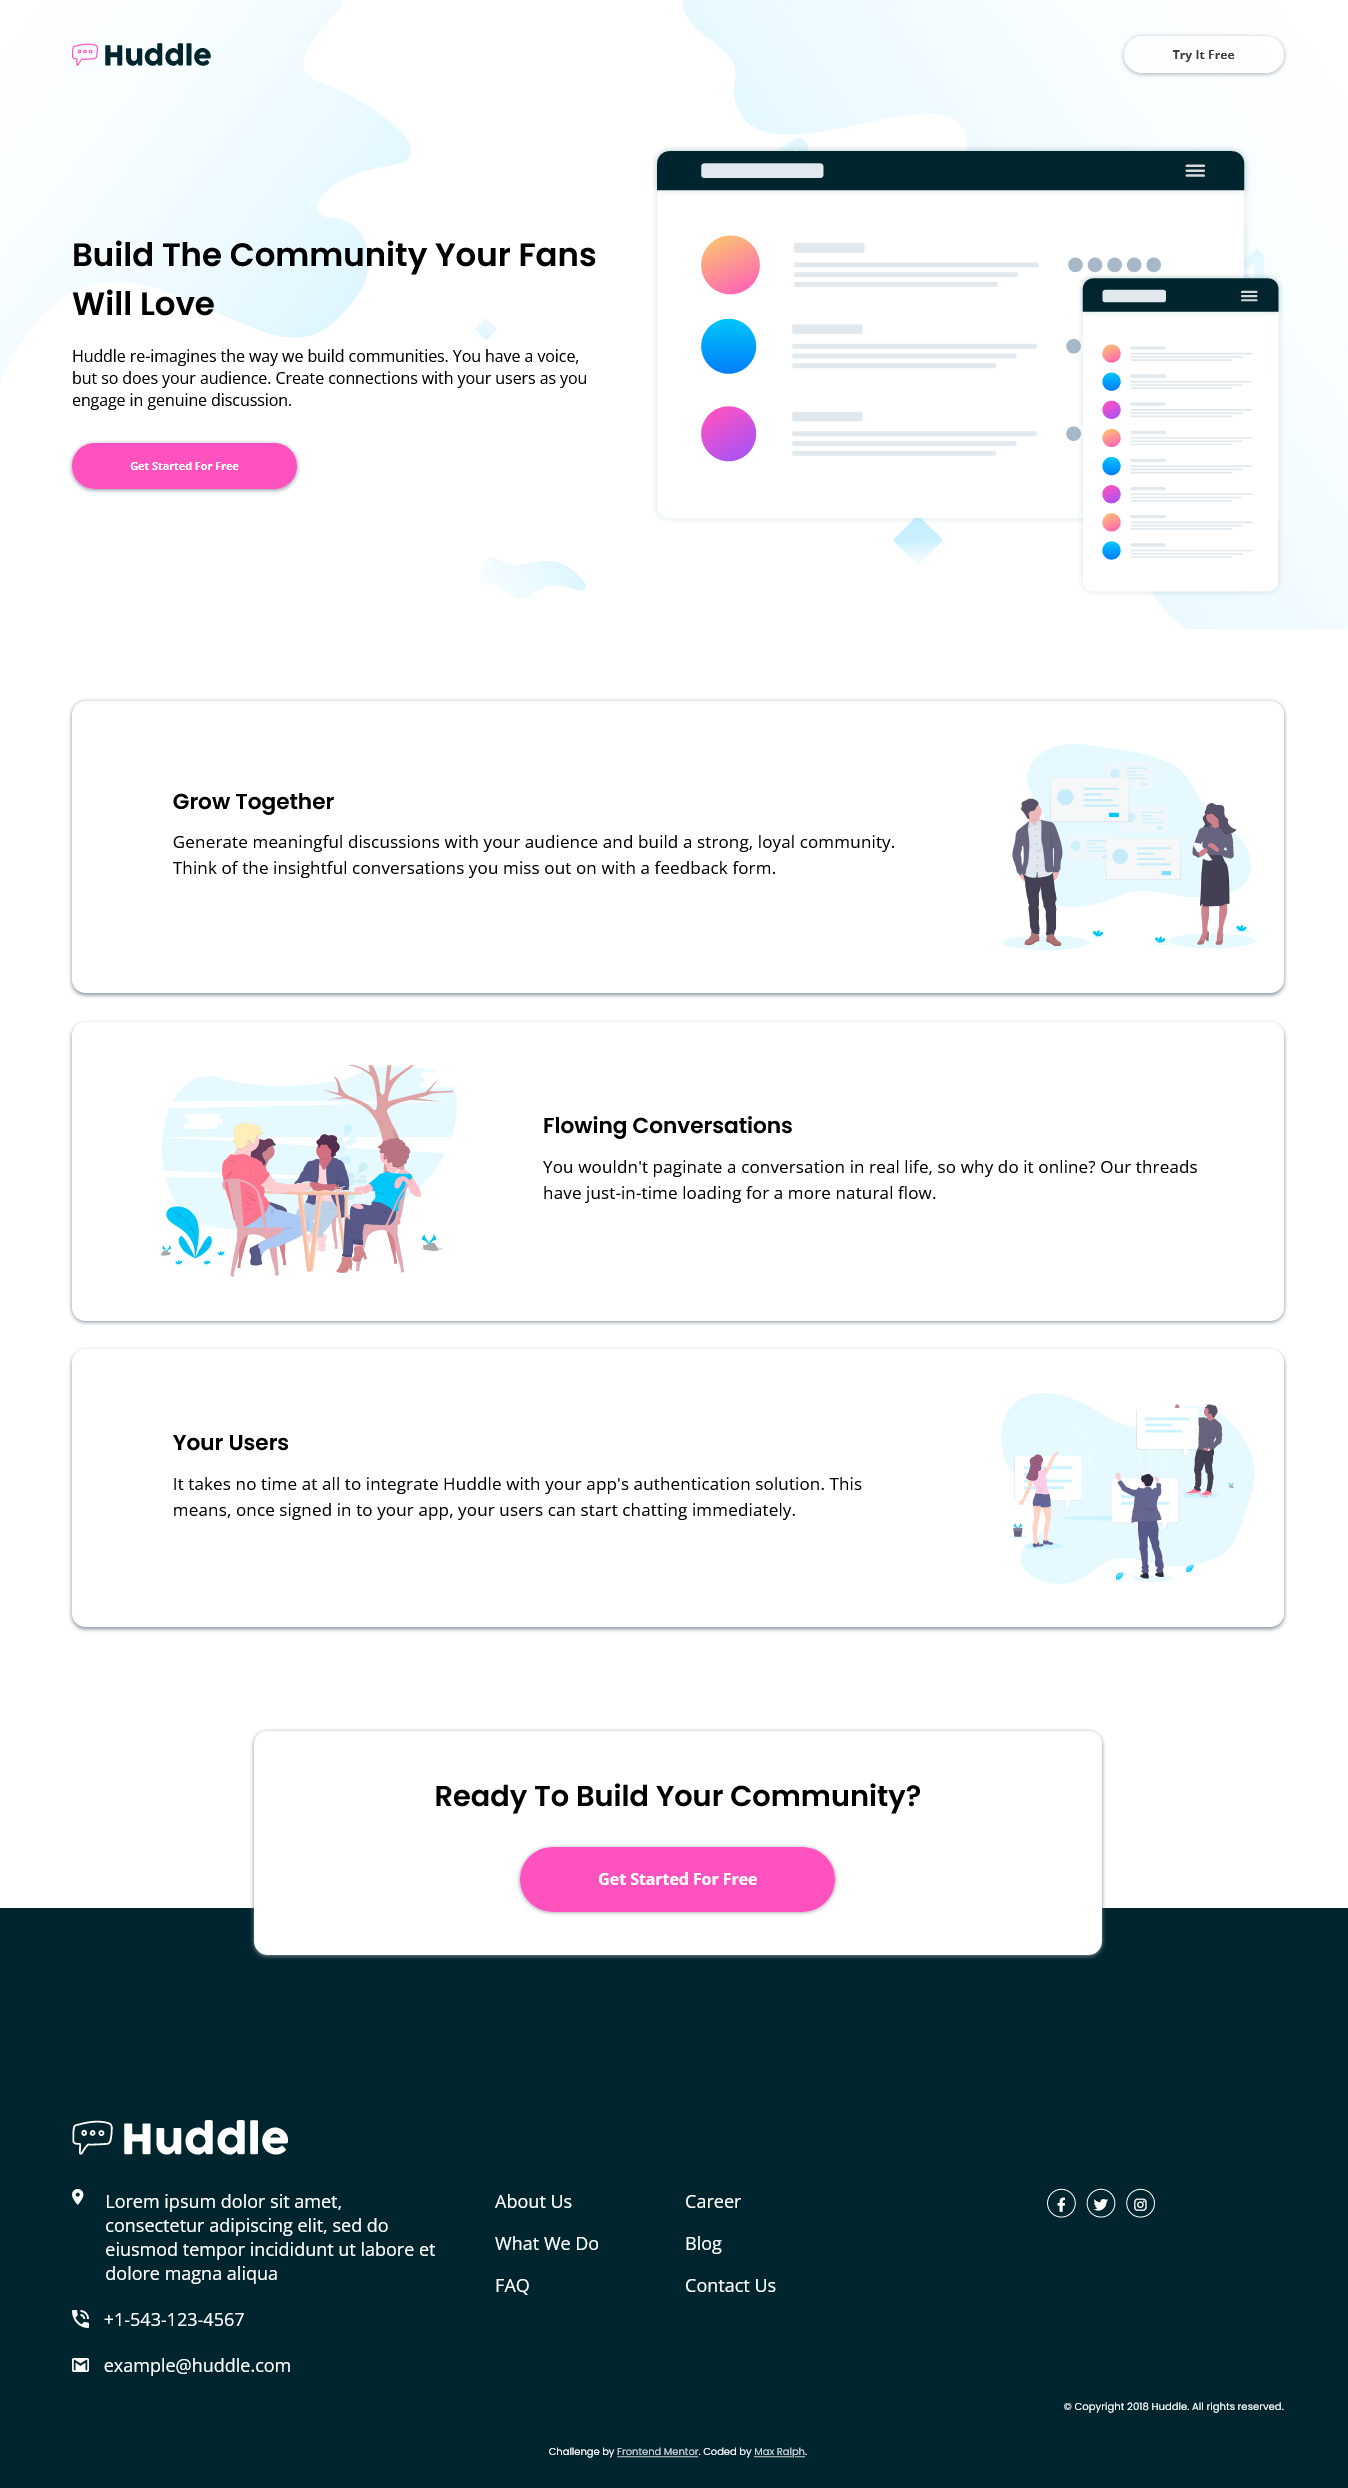 Huddle
Try It Free
Build The Community Your Fans
Will Love
Huddle re-imagines the way we build communities. You have a voice,
but so does your audience. Create connections with your users as you
engage in genuine discussion.
Get Started For Free
Grow Together
Generate meaningful discussions with your audience and build a strong, loyal community.
Think of the insightful conversations you miss out on with a feedback form.
Flowing Conversations
You wouldn't paginate a conversation in real life, so why do it online? Our threads
have just-in-time loading for a more natural flow.
Your Users
It takes no time at all to integrate Huddle with your app's authentication solution. This
means, once signed in to your app, your users can start chatting immediately.
Ready To Build Your Community?
Get Started For Free
Huddle
Lorem ipsum dolor sit amet,
consectetur adipiscing elit, sed do
eiusmod tempor incididunt ut labore et
dolore magna aliqua
+1-543-123-4567
example@huddle.com
About Us
What We Do
FAQ
Career
Blog
Contact Us
© Copyright 2018 Huddle. All rights reserved.
Challenge by Frontend Mentor. Coded by Max Ralph.